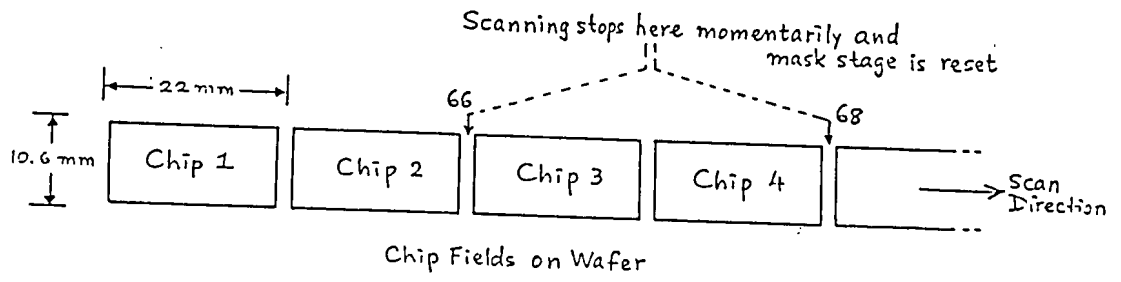 Scanning stops here momentarily and
mask stage is reset
22 mm
66
68
10.6 mm
Chip 1
Chip 2
Chip 3
Chip 4
Scan
Direction
Chip Fields on Wafer